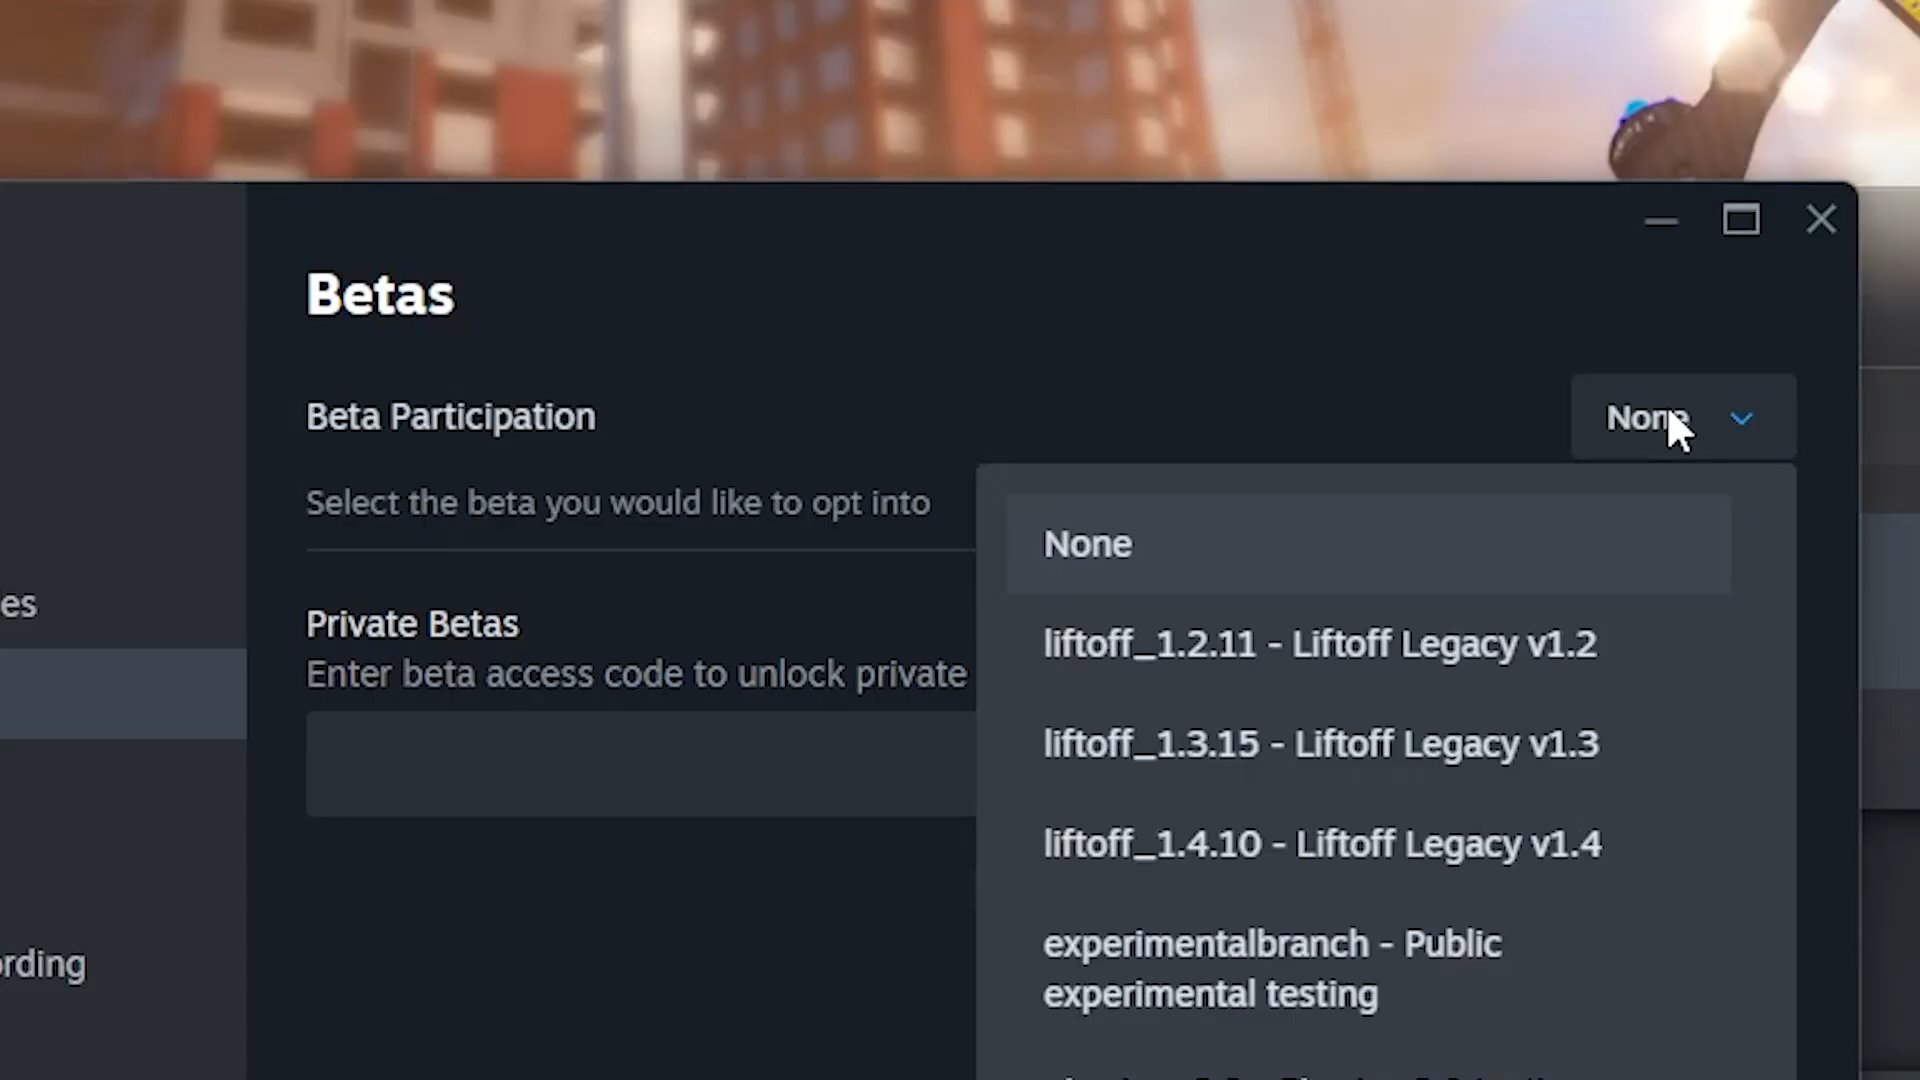 Betas
Beta Participation
None
Select the beta you would like to opt into
None
es
Private Betas
liftoff_1.2.11 - Liftoff Legacy v1.2
Enter beta access code to unlock private
liftoff_1.3.15 - Liftoff Legacy v1.3
liftoff_1.4.10 - Liftoff Legacy v1.4
experimentalbranch - Public
experimental testing
ording